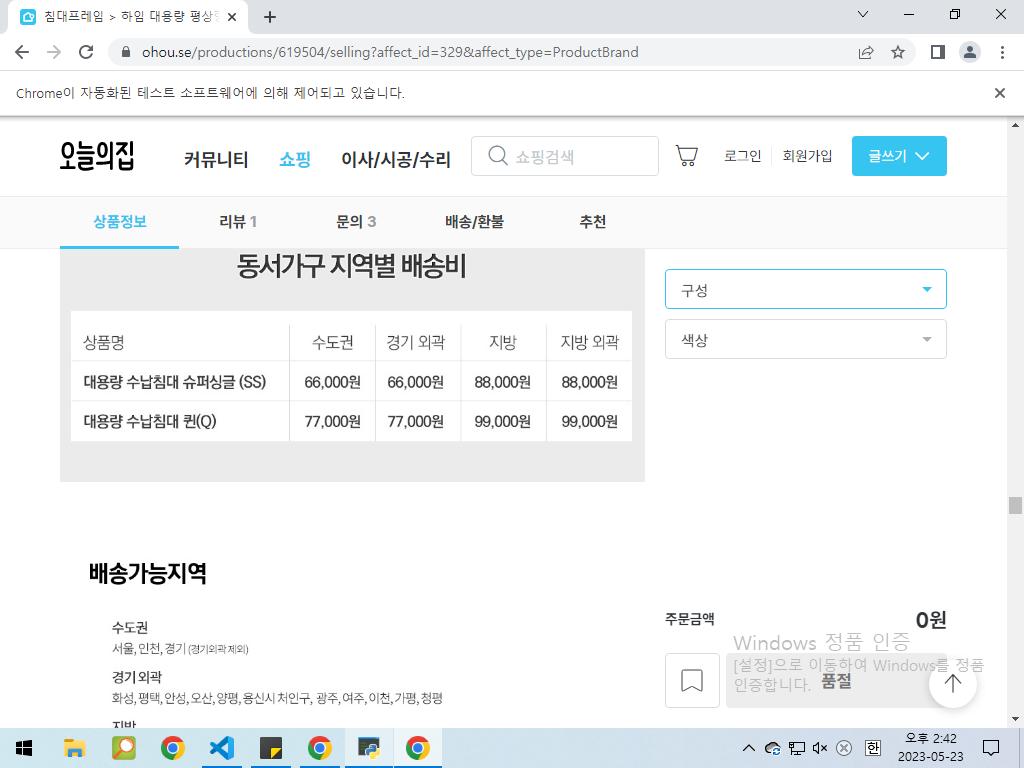 침대프레임 > 하임 대용량 평상형
ohou.se/productions/619504/selling?affect_id=329&affect_type=ProductBrand
Chrome이 자동화된 테스트 소프트웨어에 의해 제어되고 있습니다.
오늘의집
커뮤니티 쇼핑 이사/시공/수리 쇼핑검색 로그인 회원가입 글쓰기
상품정보 리뷰 1 문의 3 배송/환불 추천
동서가구 지역별 배송비
구성
색상
상품명 수도권 경기 외곽 지방 지방 외곽
대용량 수납침대 슈퍼싱글 (SS) 66,000원 66,000원 88,000원 88,000원
대용량 수납침대 퀸(Q) 77,000원 77,000원 99,000원 99,000원
배송가능지역
수도권
서울, 인천, 경기 (경기외곽 제외)
경기 외곽
화성, 평택, 안성, 오산, 양평, 용신시 처인구, 광주, 여주, 이천, 가평, 청평
지방
주문금액 0원
품절
Windows 정품 인증
[설정]으로 이동하여 Windows를 정품
인증합니다.
한
오후 2:42
2023-05-23